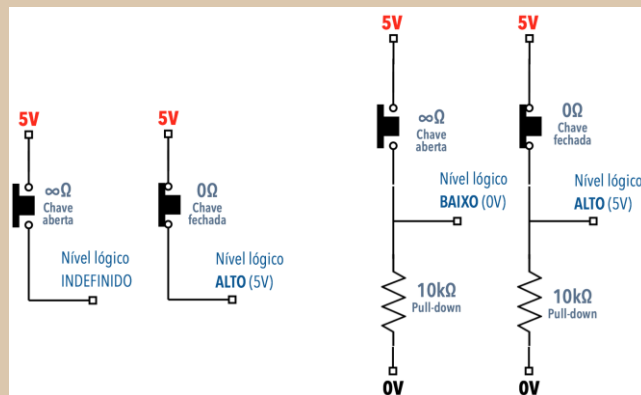 5V
∞Ω
Chave
aberta
Nível lógico
INDEFINIDO
5V
0Ω
Chave
fechada
Nível lógico
ALTO (5V)
5V
∞Ω
Chave
aberta
Nível lógico
BAIXO (0V)
10kΩ
Pull-down
0V
5V
0Ω
Chave
fechada
Nível lógico
ALTO (5V)
10kΩ
Pull-down
0V